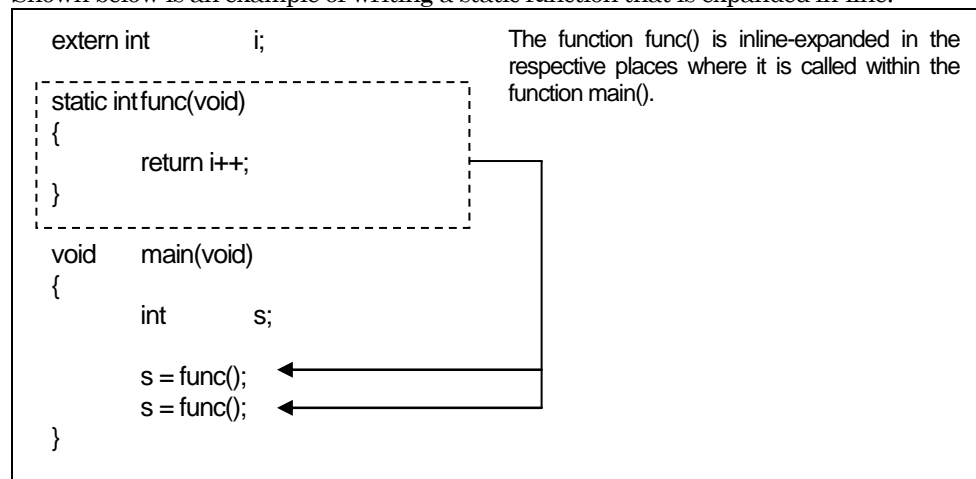 Shown below is an example of writing a static function that is expanded in-line.
extern int i;
The function func() is inline-expanded in the
respective places where it is called within the
function main().
static int func(void)
{
return i++;
}
void main(void)
{
int s;
s = func();
s = func();
}